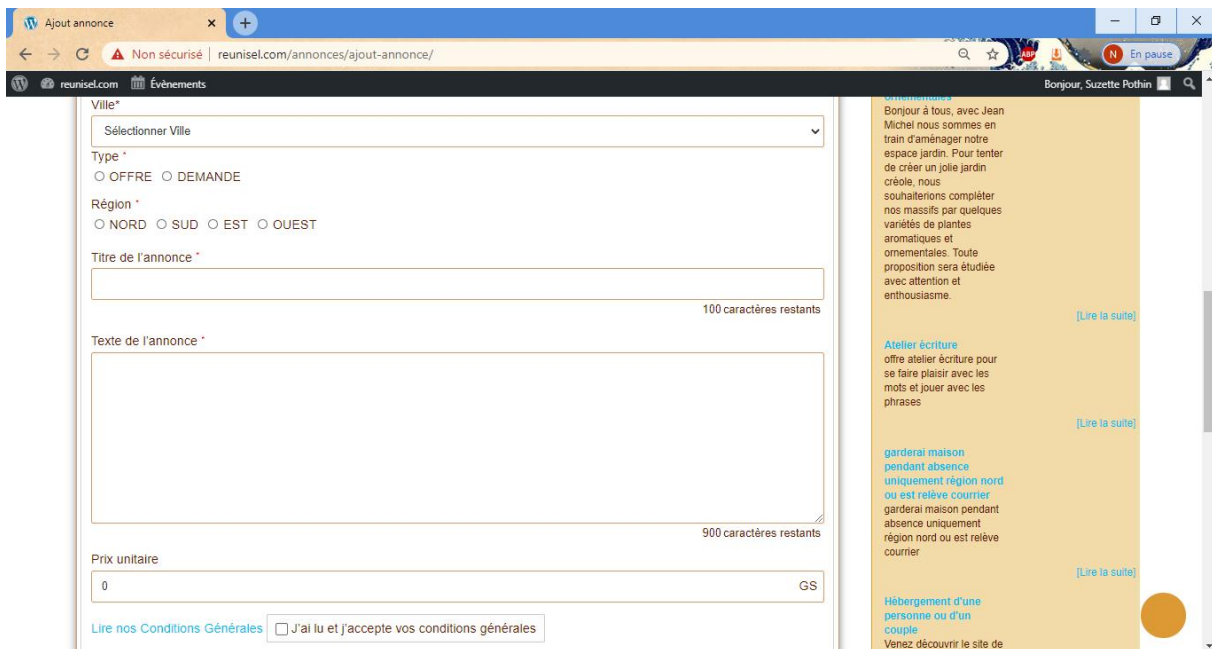 Ajout annonce
Non sécurisé | reunisel.com/annonces/ajout-annonce/
ABP
N En pause
reunisel.com Évènements
Bonjour, Suzette Pothin
Ville*
Sélectionner Ville
Type *
OFFRE DEMANDE
Région *
NORD SUD EST OUEST
Titre de l'annonce *
100 caractères restants
Texte de l'annonce *
900 caractères restants
Prix unitaire
0 GS
Lire nos Conditions Générales J'ai lu et j'accepte vos conditions générales
ornementales
Bonjour à tous, avec Jean
Michel nous sommes en
train d'aménager notre
espace jardin. Pour tenter
de créer un jolie jardin
créole, nous
souhaiterions compléter
nos massifs par quelques
variétés de plantes
aromatiques et
ornementales. Toute
proposition sera étudiée
avec attention et
enthousiasme.
[Lire la suite]
Atelier écriture
offre atelier écriture pour
se faire plaisir avec les
mots et jouer avec les
phrases
[Lire la suite]
garderai maison
pendant absence
uniquement région nord
ou est relève courrier
garderai maison pendant
absence uniquement
région nord ou est relève
courrier
[Lire la suite]
Hébergement d'une
personne ou d'un
couple
Venez découvrir le site de